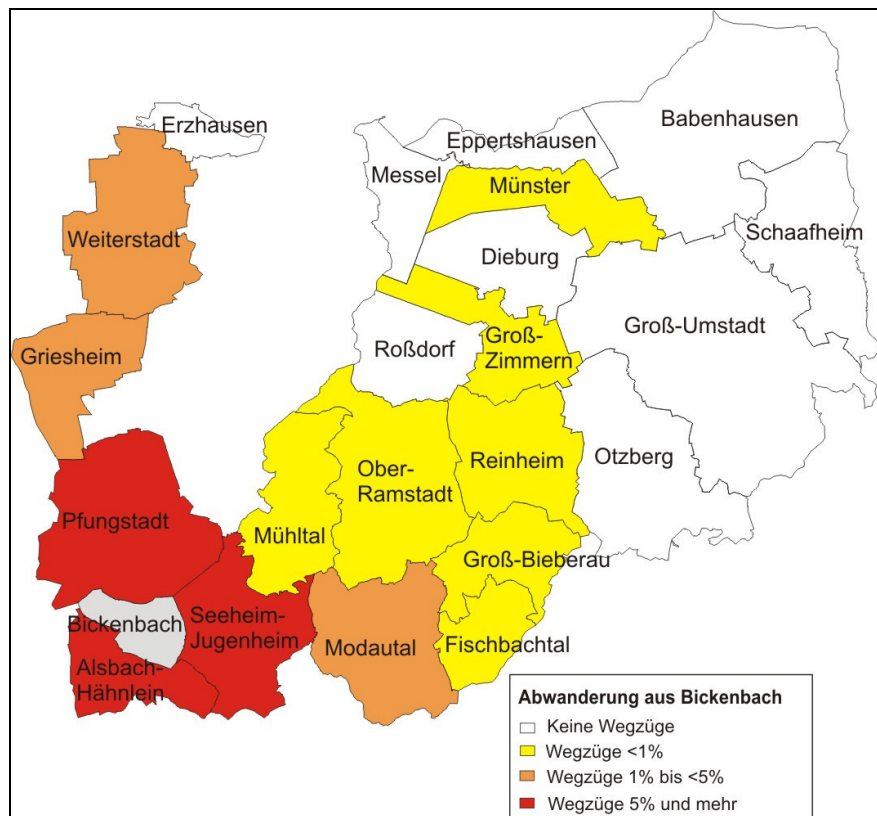 Erzhausen
Babenhausen
Eppertshausen
Messel
Münster
Schaafheim
Weiterstadt
Dieburg
Groß-Umstadt
Griesheim
Roßdorf
Groß-
Zimmern
Ober-
Ramstadt
Reinheim
Otzberg
Pfungstadt
Mühltal
Groß-Bieberau
Bickenbach
Seeheim-
Jugenheim
Modautal
Fischbachtal
Alsbach-
Hähnlein
Abwanderung aus Bickenbach
Keine Wegzüge
Wegzüge <1%
Wegzüge 1% bis <5%
Wegzüge 5% und mehr